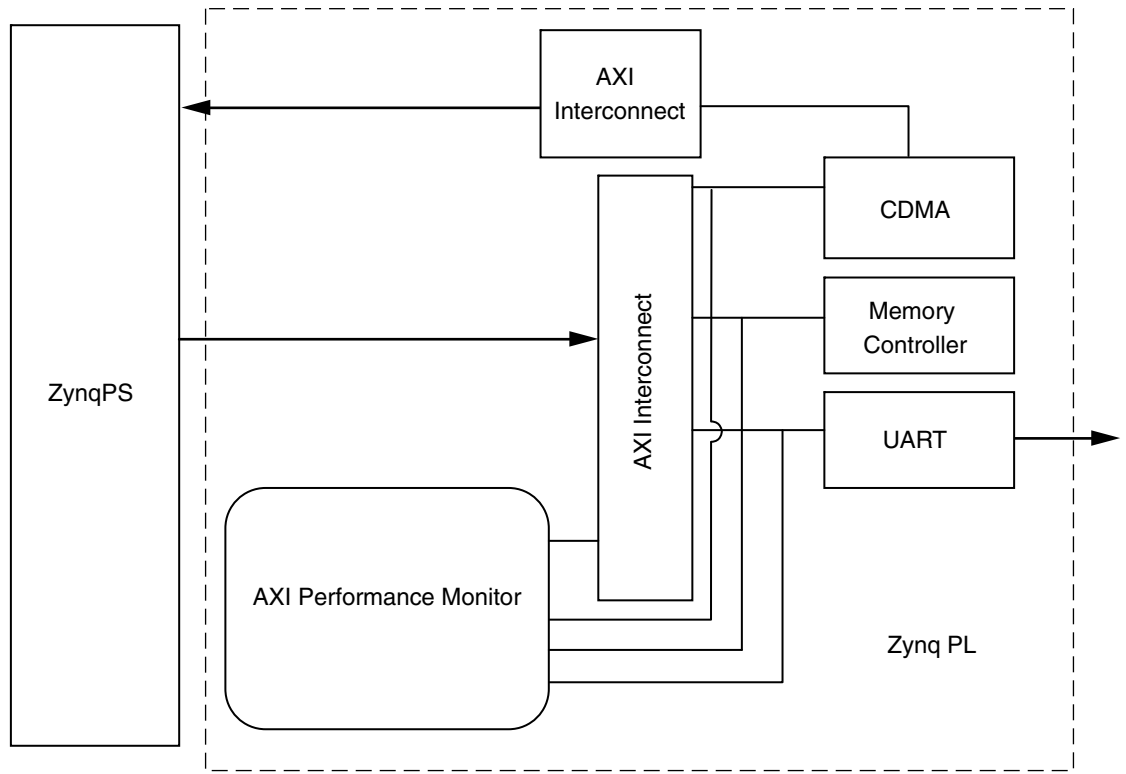 AXI
Interconnect
CDMA
Memory
Controller
AXI Interconnect
ZynqPS
UART
AXI Performance Monitor
Zynq PL